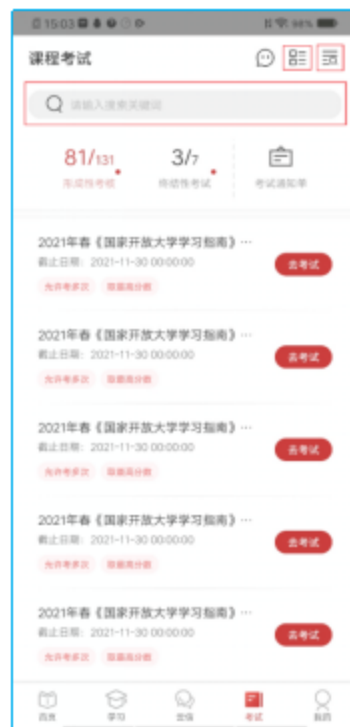 15:03
98%
课程考试
请输入搜索关键词
81/131
形成性考核
3/7
终结性考试
考试通知单
2021年春《国家开放大学学习指南》…
截止日期：2021-11-30 00:00:00
去考试
允许考多次 取最高分数
2021年春《国家开放大学学习指南》…
截止日期：2021-11-30 00:00:00
去考试
允许考多次 取最高分数
2021年春《国家开放大学学习指南》…
截止日期：2021-11-30 00:00:00
去考试
允许考多次 取最高分数
2021年春《国家开放大学学习指南》…
截止日期：2021-11-30 00:00:00
去考试
允许考多次 取最高分数
2021年春《国家开放大学学习指南》…
截止日期：2021-11-30 00:00:00
去考试
允许考多次 取最高分数
首页 学习 考试 我的